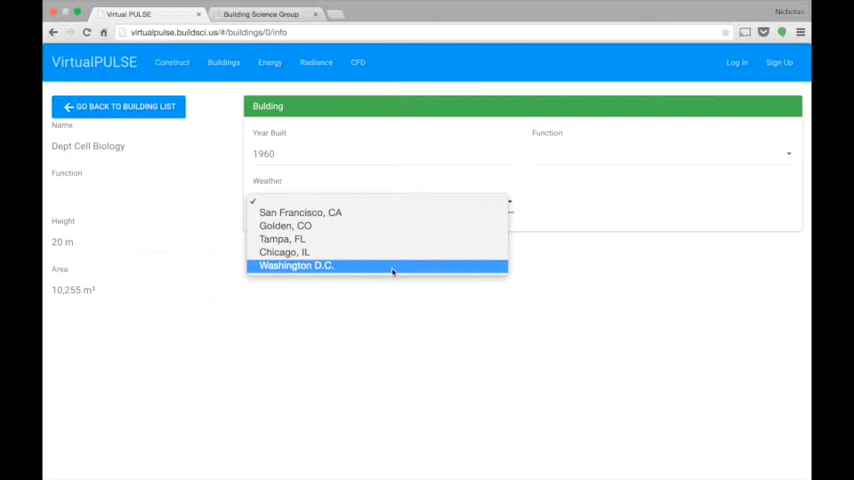 Virtual PULSE
Building Science Group
Nicholas
virtualpulse.buildsci.us/#/buildings/0/info
VirtualPULSE
Construct
Buildings
Energy
Radiance
CFD
Log In
Sign Up
GO BACK TO BUILDING LIST
Name
Dept Cell Biology
Function
Height
20 m
Area
10,255 m²
Bulding
Year Built
1960
Function
Weather
San Francisco, CA
Golden, CO
Tampa, FL
Chicago, IL
Washington D.C.